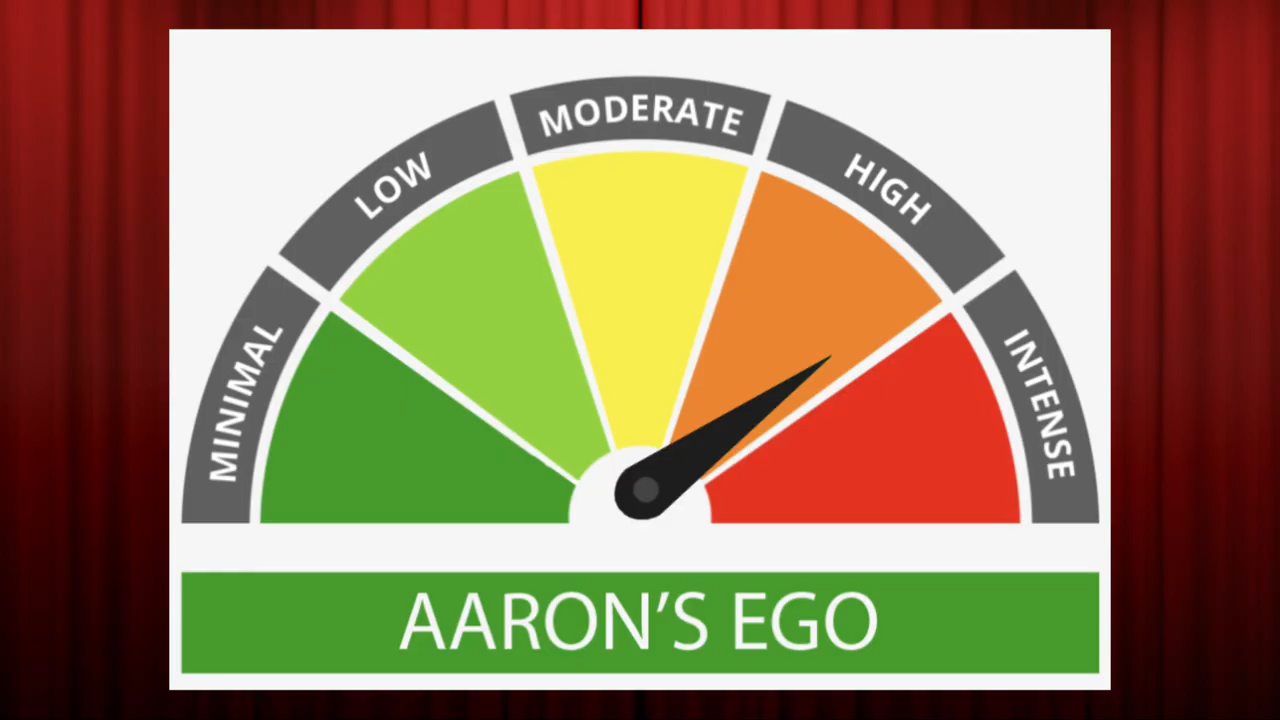 MINIMAL
LOW
MODERATE
HIGH
INTENSE
AARON'S EGO